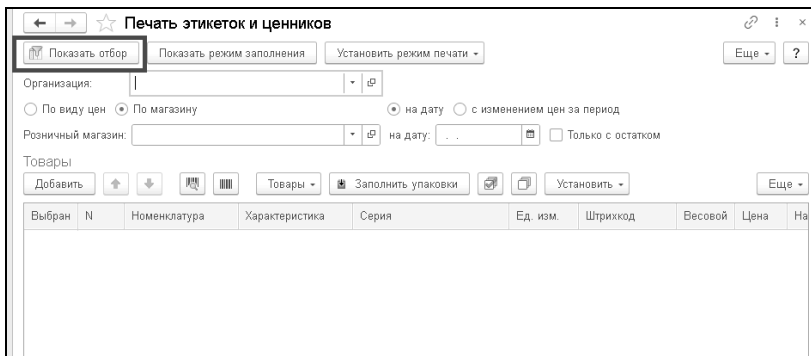 Печать этикеток и ценников
Показать отбор Показать режим заполнения Установить режим печати Еще ?
Организация:
По виду цен По магазину на дату с изменением цен за период
Розничный магазин: на дату: . . Только с остатком
Товары
Добавить Товары Заполнить упаковки Установить Еще
Выбран N Номенклатура Характеристика Серия Ед. изм. Штрихкод Весовой Цена На